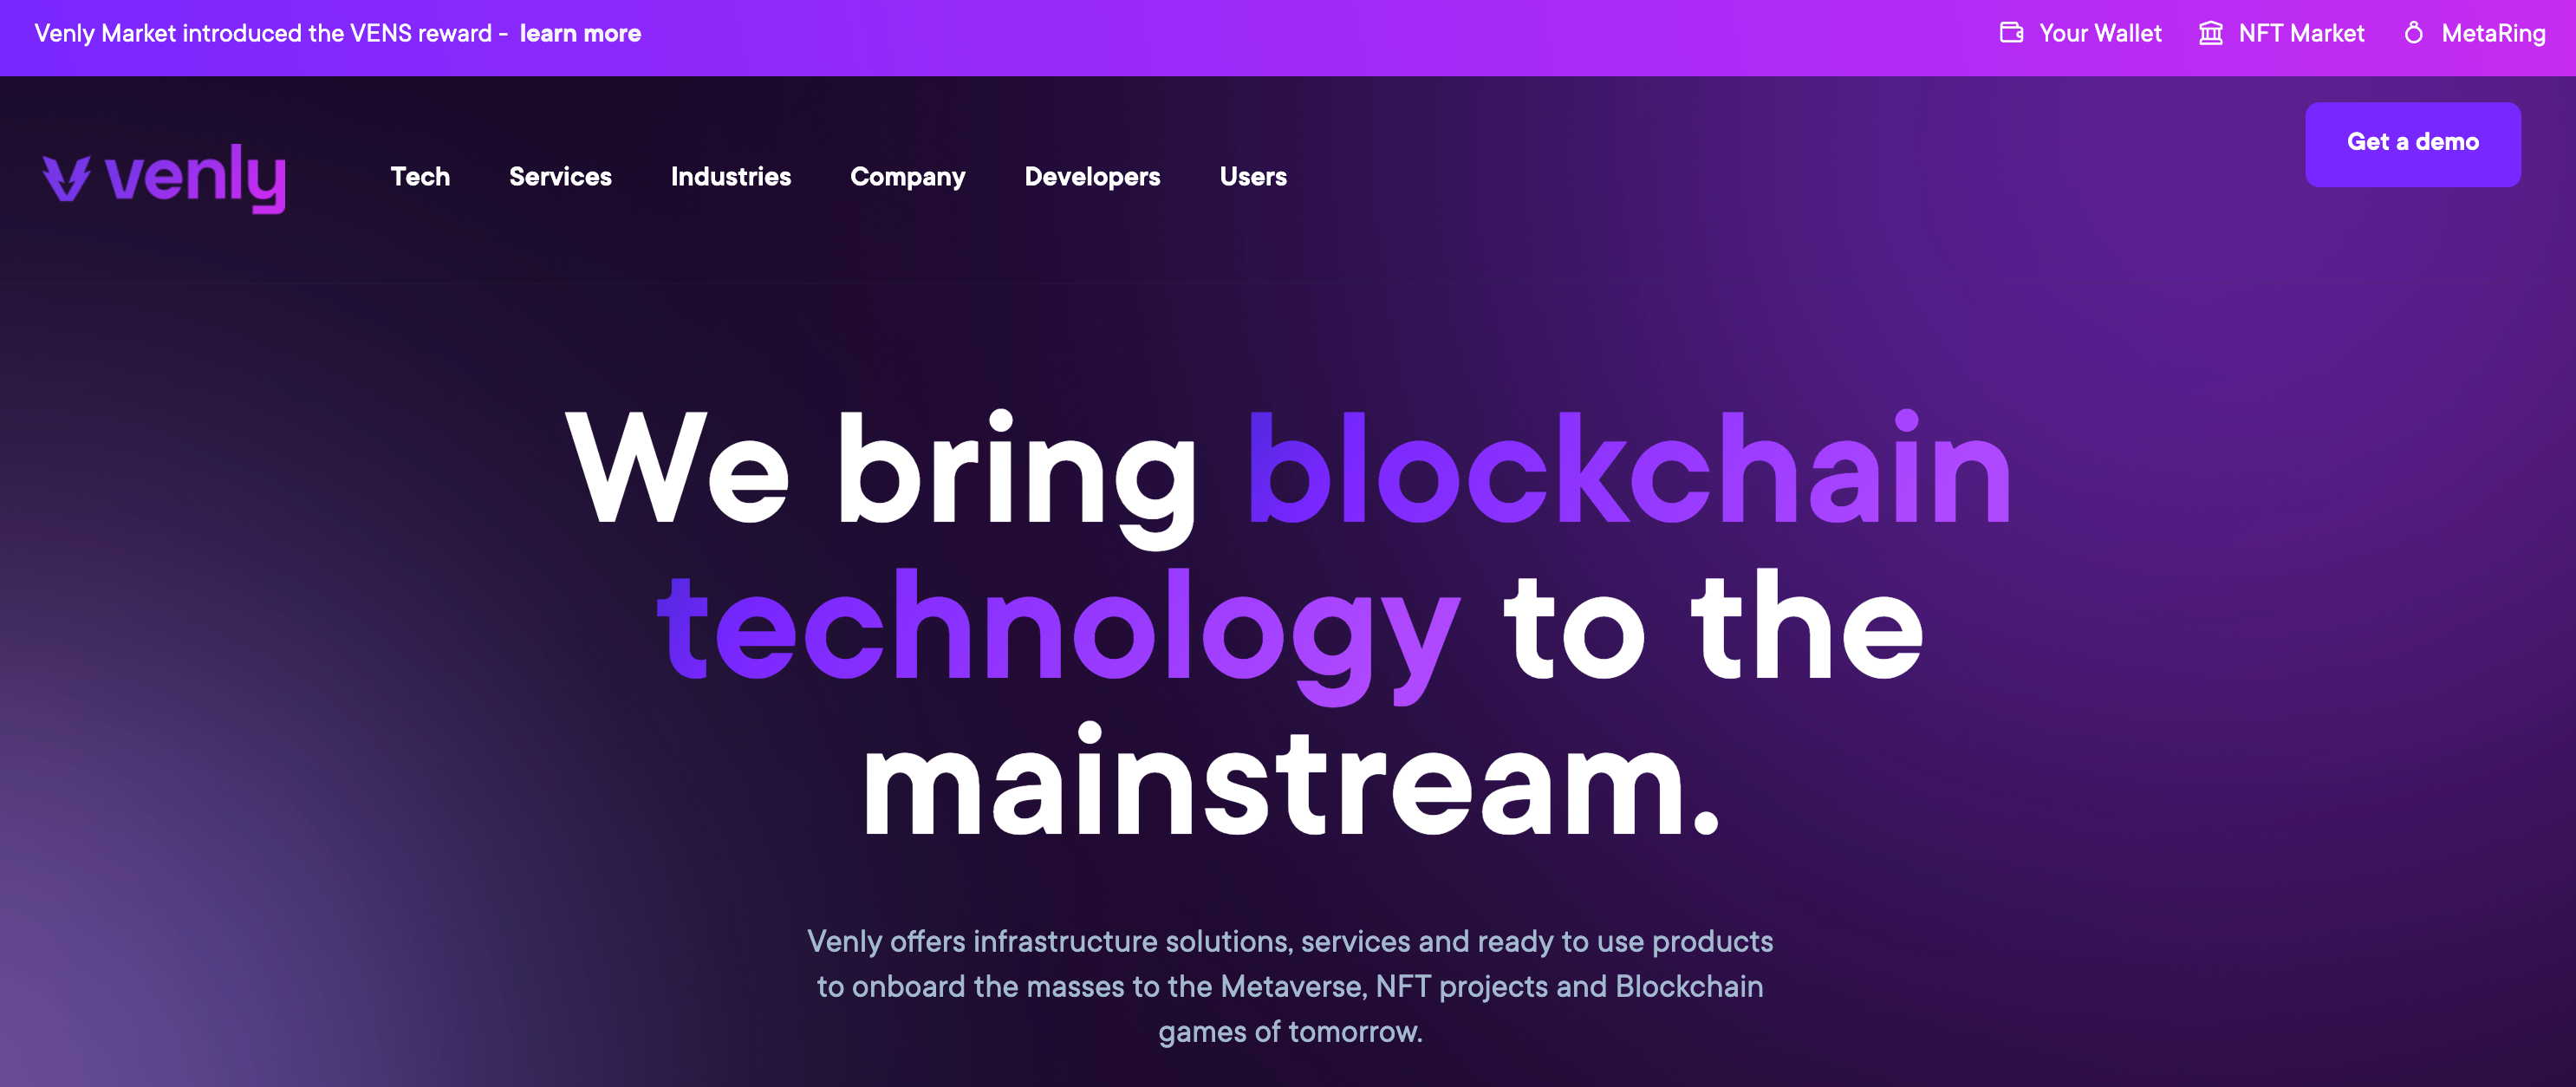 Venly Market introduced the VENS reward - learn more
Your Wallet
NFT Market
MetaRing
venly
Tech
Services
Industries
Company
Developers
Users
Get a demo
We bring blockchain
technology to the
mainstream.
Venly offers infrastructure solutions, services and ready to use products
to onboard the masses to the Metaverse, NFT projects and Blockchain
games of tomorrow.